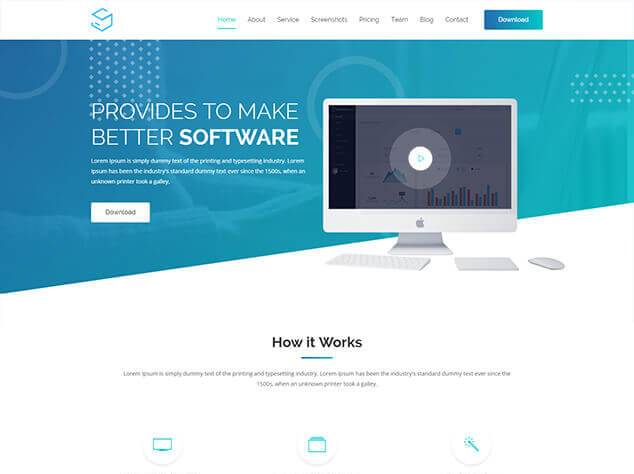 Home About Service Screenshots Pricing Team Blog Contact Download
PROVIDES TO MAKE
BETTER SOFTWARE
Lorem Ipsum is simply dummy text of the printing and typesetting industry. Lorem
Ipsum has been the industry's standard dummy text ever since the 1500s, when an
unknown printer took a galley.
Download
How it Works
Lorem Ipsum is simply dummy text of the printing and typesetting industry. Lorem Ipsum has been the industry's standard dummy text ever since the
1500s, when an unknown printer took a galley.